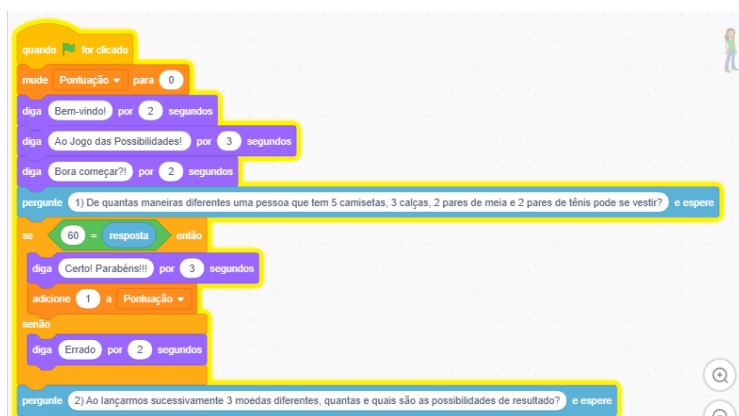 quando for clicado
mude Pontuação para 0
diga Bem-vindo! por 2 segundos
diga Ao Jogo das Possibilidades! por 3 segundos
diga Bora começar?! por 2 segundos
pergunte 1) De quantas maneiras diferentes uma pessoa que tem 5 camisetas, 3 calças, 2 pares de meia e 2 pares de tênis pode se vestir? e espere
se 60 = resposta então
diga Certo! Parabéns!!! por 3 segundos
adicione 1 a Pontuação
senão
diga Errado por 2 segundos
pergunte 2) Ao lançarmos sucessivamente 3 moedas diferentes, quantas e quais são as possibilidades de resultado? e espere